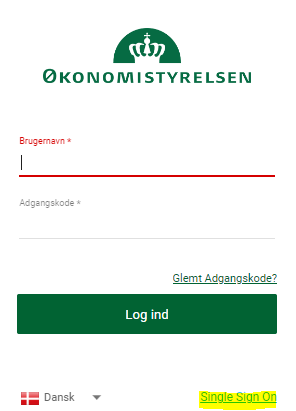 ØKONOMISTYRELSEN
Brugernavn *
Adgangskode *
Glemt Adgangskode?
Log ind
Dansk
Single Sign On